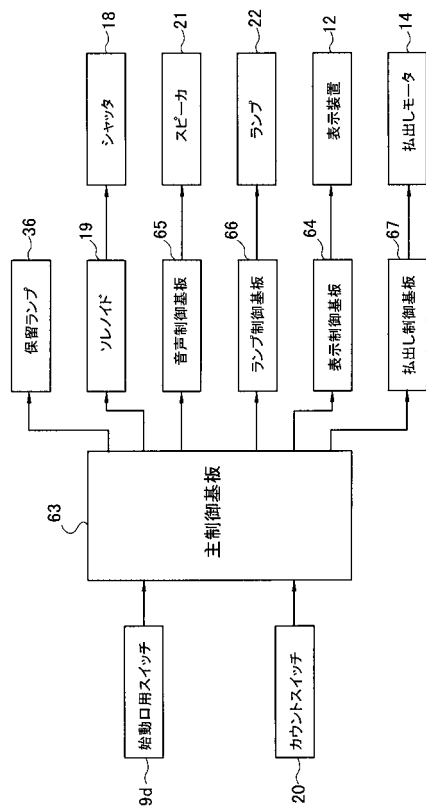 36
保留ランプ
19
ソレノイド
18
シャッタ
65
音声制御基板
21
スピーカ
66
ランプ制御基板
22
ランプ
64
表示制御基板
12
表示装置
67
払出し制御基板
14
払出しモータ
63
主制御基板
始動口用スイッチ
9d
カウントスイッチ
20